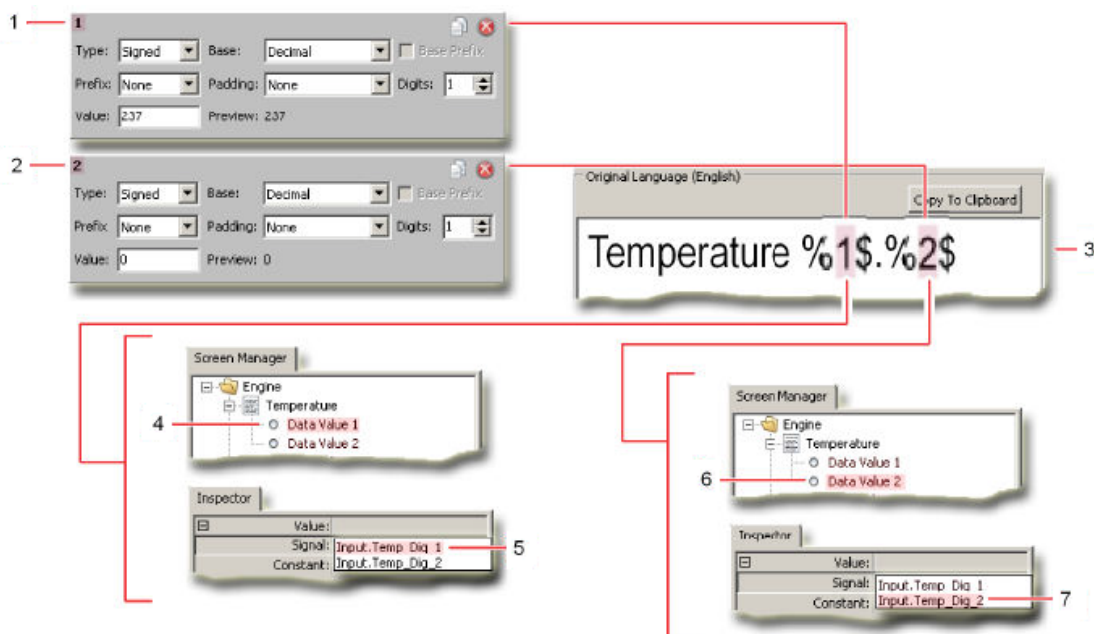 1
1
Type: Signed Base: Decimal Base Prefix
Prefix: None Padding: None Digits: 1
Value: 237 Preview: 237
2
2
Type: Signed Base: Decimal Base Prefix
Prefix None Padding: None Digits: 1
Value: 0 Preview: 0
Original Language (English)
Copy To Clipboard
Temperature %1$.%2$
3
Screen Manager
Engine
Temperature
4
Data Value 1
Data Value 2
Inspector
Value:
Signal: Input.Temp_Dig_1
5
Constant: Input.Temp_Dig_2
Screen Manager
Engine
Temperature
Data Value 1
6
Data Value 2
Inspector
Value:
Signal: Input.Temp_Dig_1
Constant: Input.Temp_Dig_2
7